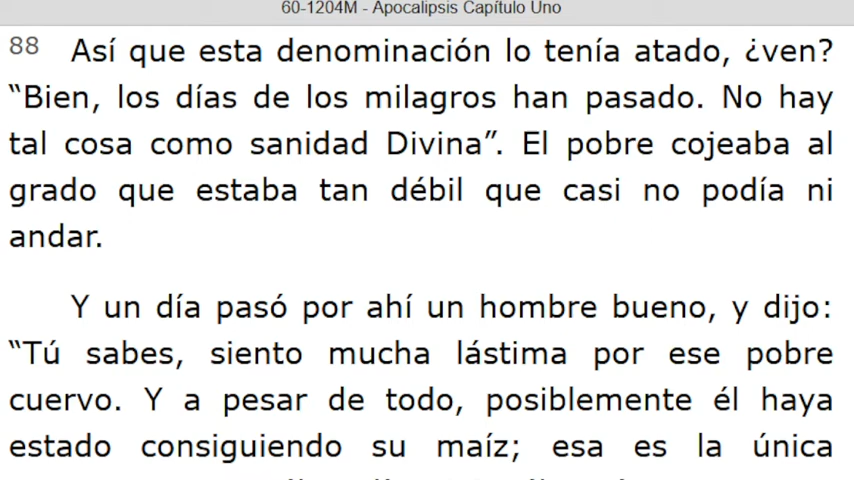 60-1204M - Apocalipsis Capítulo Uno
88 Así que esta denominación lo tenía atado, ¿ven?
“Bien, los días de los milagros han pasado. No hay
tal cosa como sanidad Divina”. El pobre cojeaba al
grado que estaba tan débil que casi no podía ni
andar.
Y un día pasó por ahí un hombre bueno, y dijo:
“Tú sabes, siento mucha lástima por ese pobre
cuervo. Y a pesar de todo, posiblemente él haya
estado consiguiendo su maíz; esa es la única